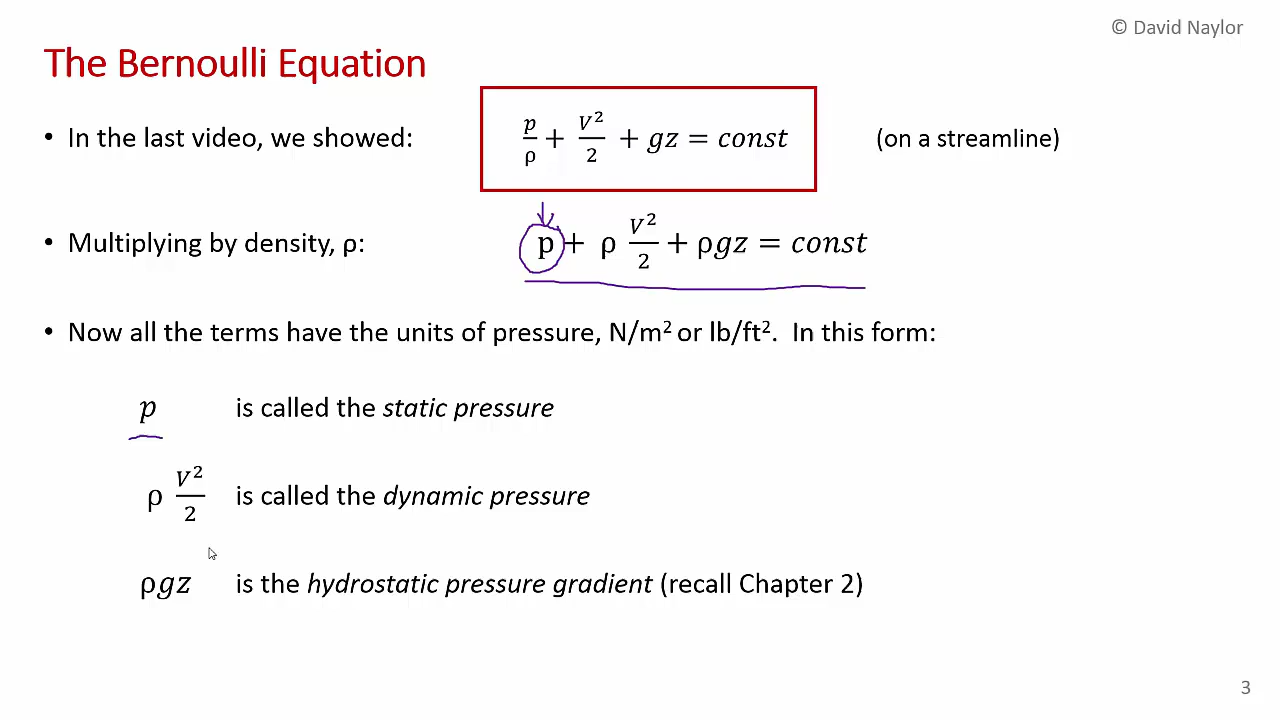 © David Naylor
The Bernoulli Equation
• In the last video, we showed: p/ρ + V²/2 + gz = const (on a streamline)
• Multiplying by density, ρ: p + ρ V²/2 + ρgz = const
• Now all the terms have the units of pressure, N/m² or lb/ft². In this form:
p is called the static pressure
ρ V²/2 is called the dynamic pressure
ρgz is the hydrostatic pressure gradient (recall Chapter 2)
3